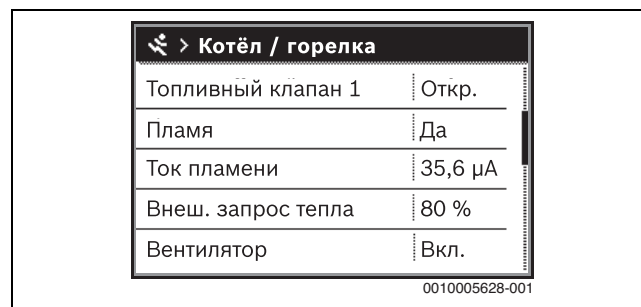 > Котёл / горелка
Топливный клапан 1 Откр.
Пламя Да
Ток пламени 35,6 µA
Внеш. запрос тепла 80 %
Вентилятор Вкл.
0010005628-001